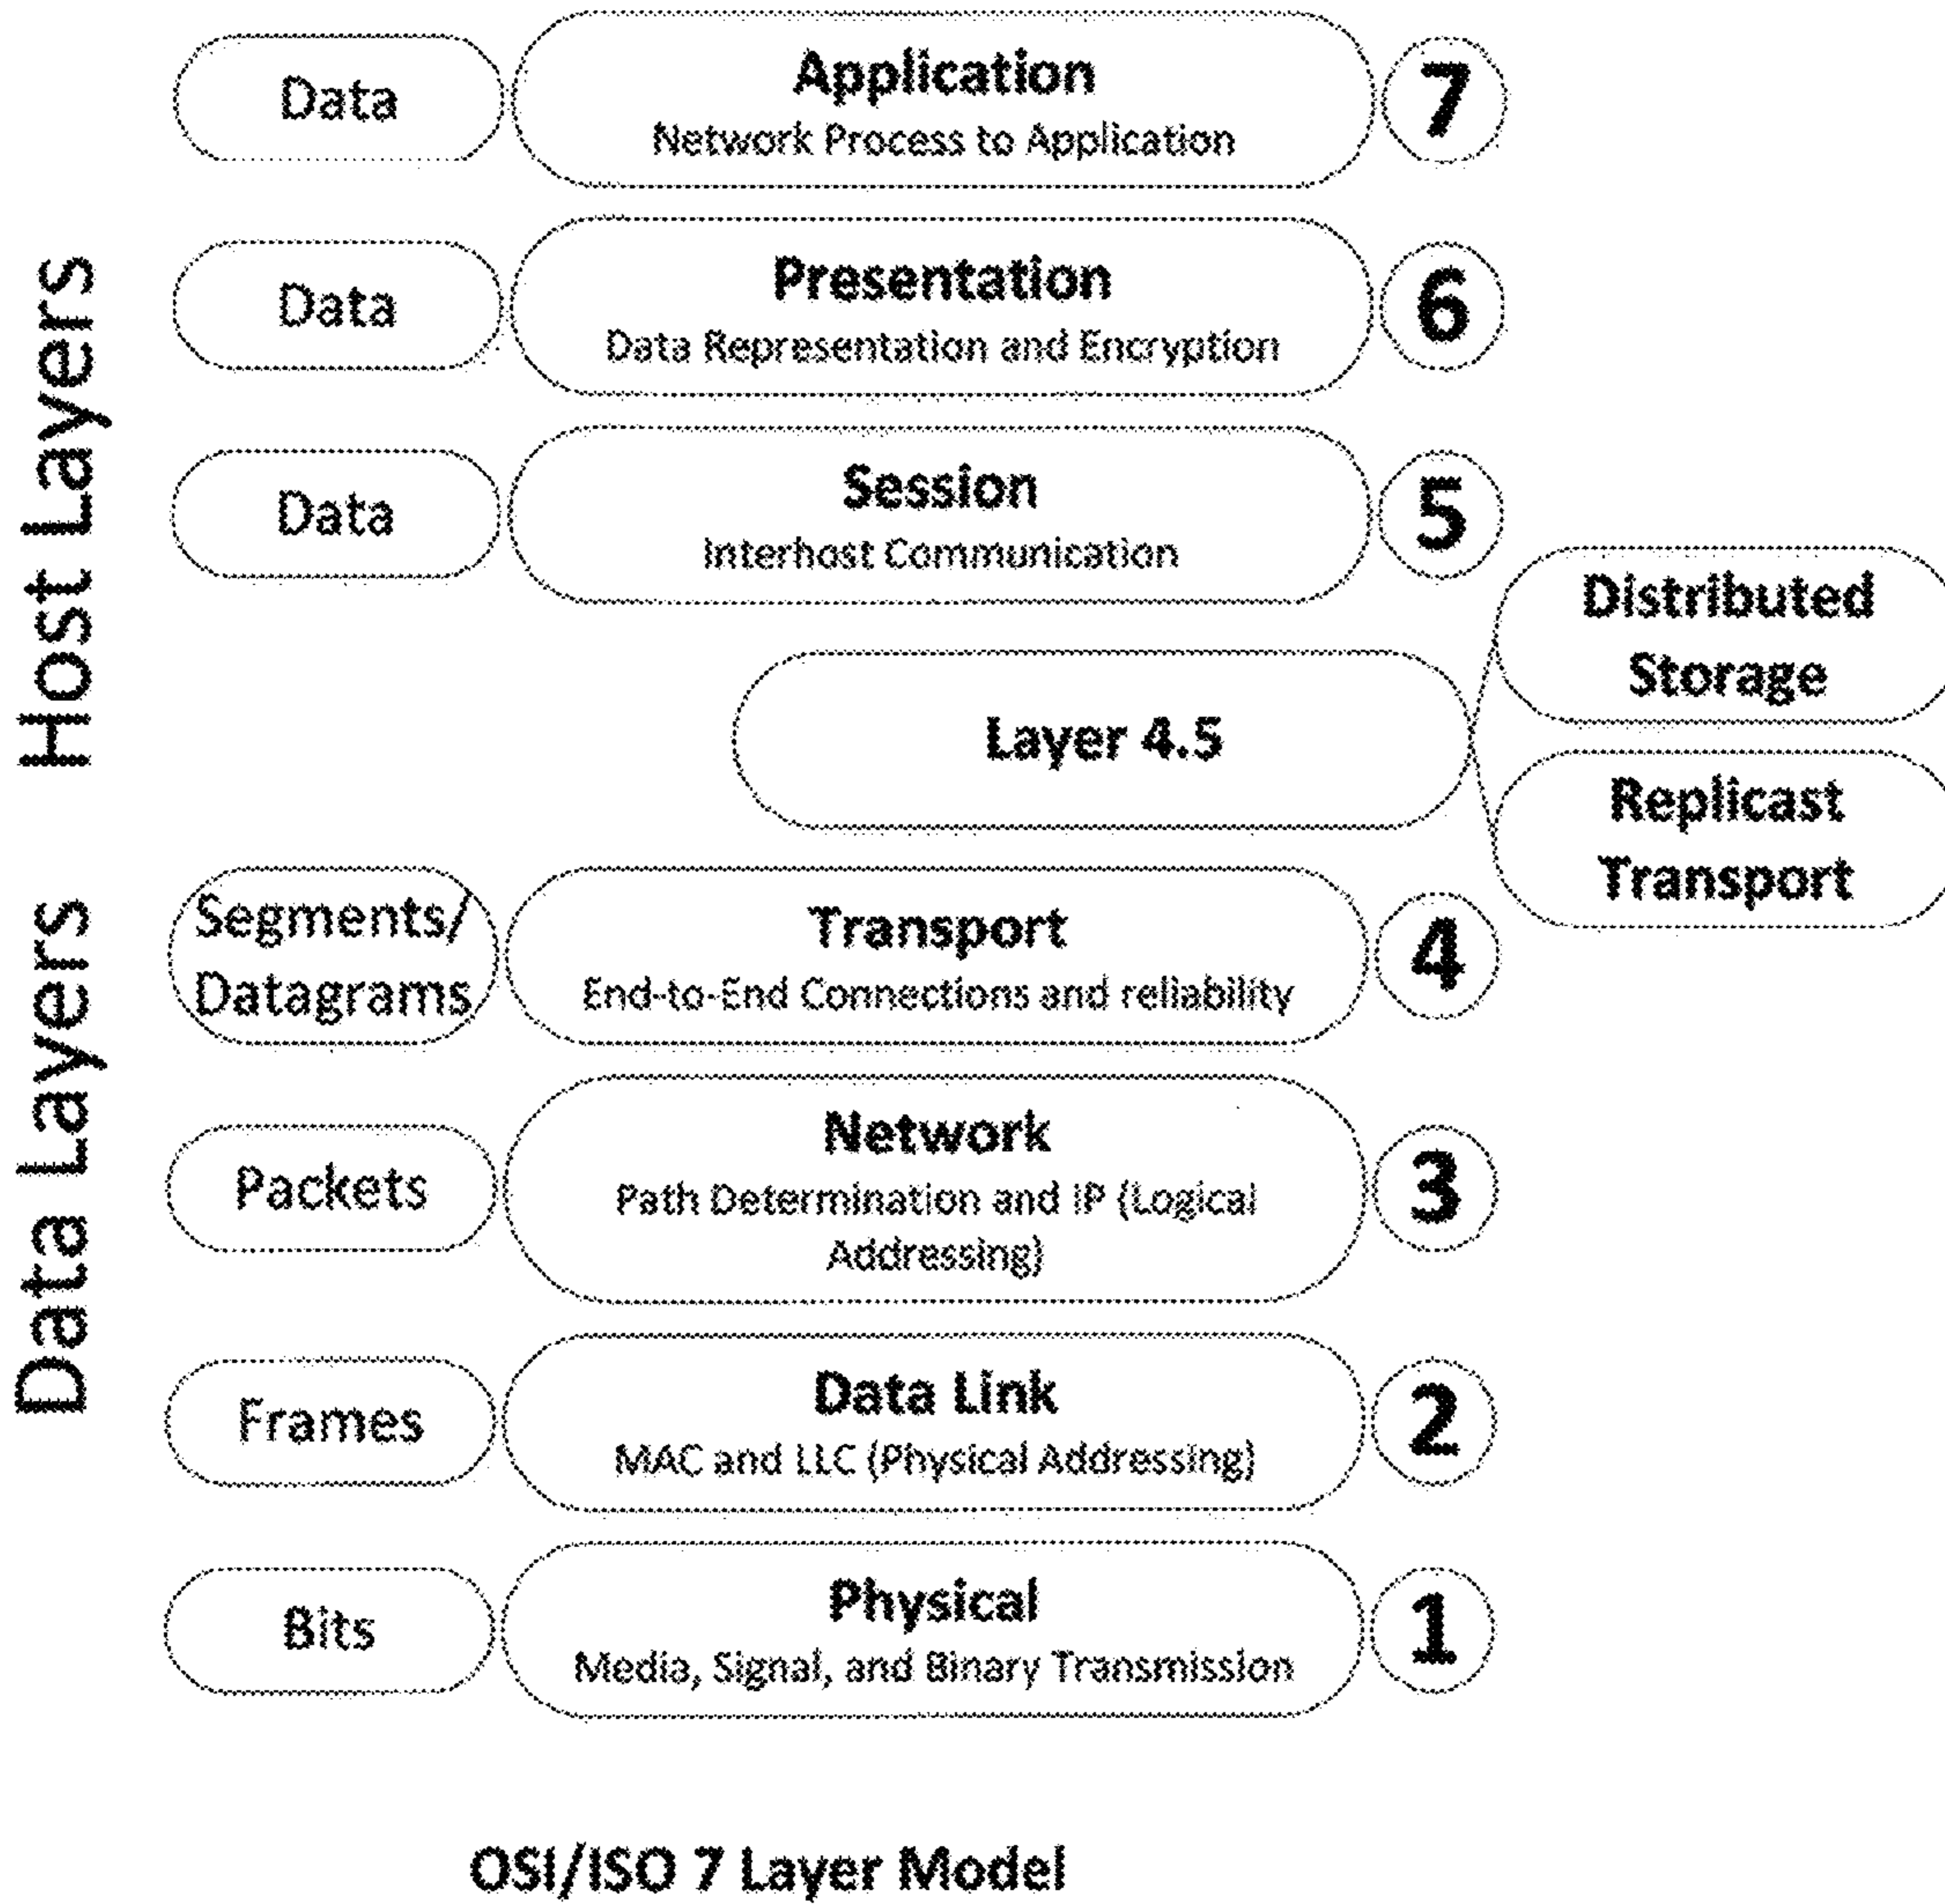 Host Layers
Data
Application
Network Process to Application
7
Data
Presentation
Data Representation and Encryption
6
Data
Session
Interhost Communication
5
Layer 4.5
Distributed
Storage
Replicast
Transport
Data Layers
Segments/
Datagrams
Transport
End-to-End Connections and reliability
4
Packets
Network
Path Determination and IP (Logical
Addressing)
3
Frames
Data Link
MAC and LLC (Physical Addressing)
2
Bits
Physical
Media, Signal, and Binary Transmission
1
OSI/ISO 7 Layer Model